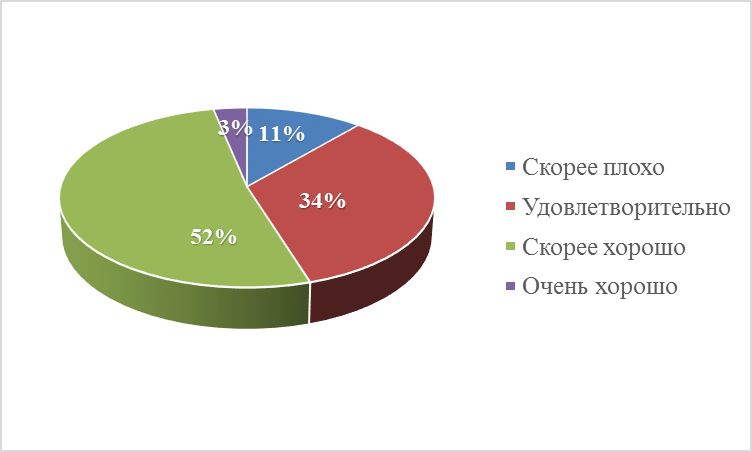 3%
11%
34%
52%
Скорее плохо
Удовлетворительно
Скорее хорошо
Очень хорошо